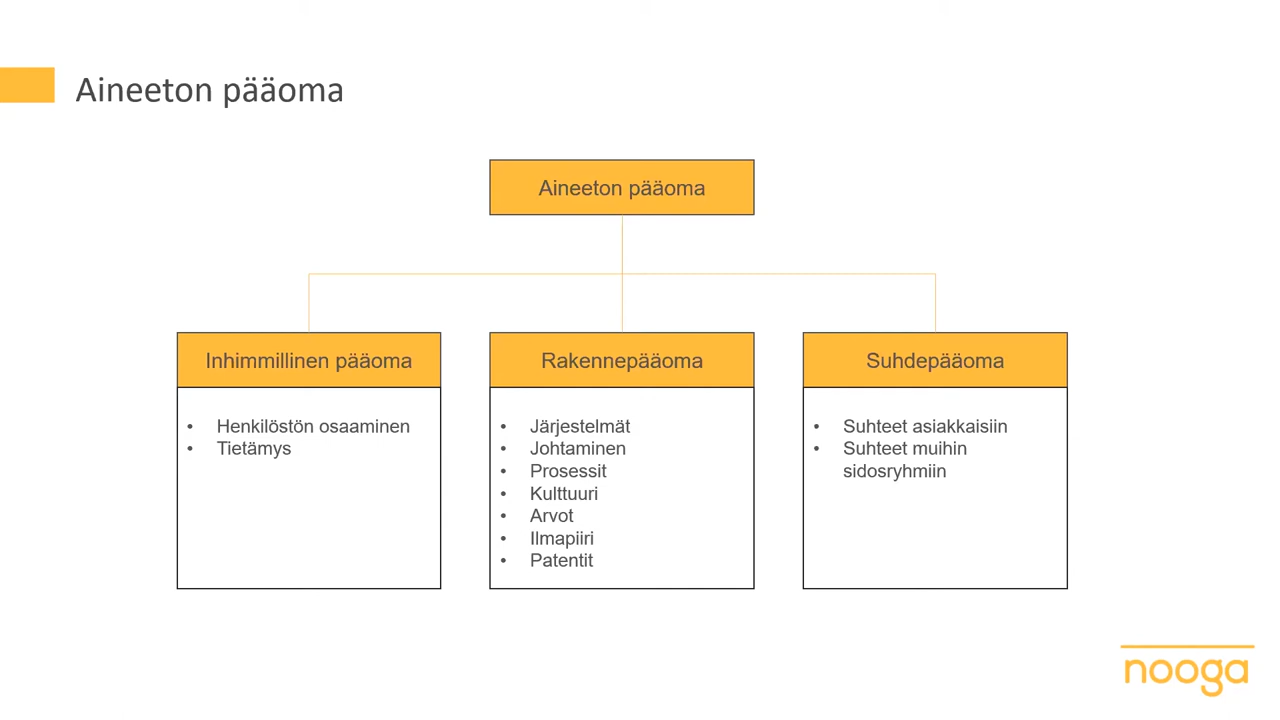 Aineeton pääoma
Aineeton pääoma
Inhimmillinen pääoma
• Henkilöstön osaaminen
• Tietämys
Rakennepääoma
• Järjestelmät
• Johtaminen
• Prosessit
• Kulttuuri
• Arvot
• Ilmapiiri
• Patentit
Suhdepääoma
• Suhteet asiakkaisiin
• Suhteet muihin
sidosryhmiin
nooga